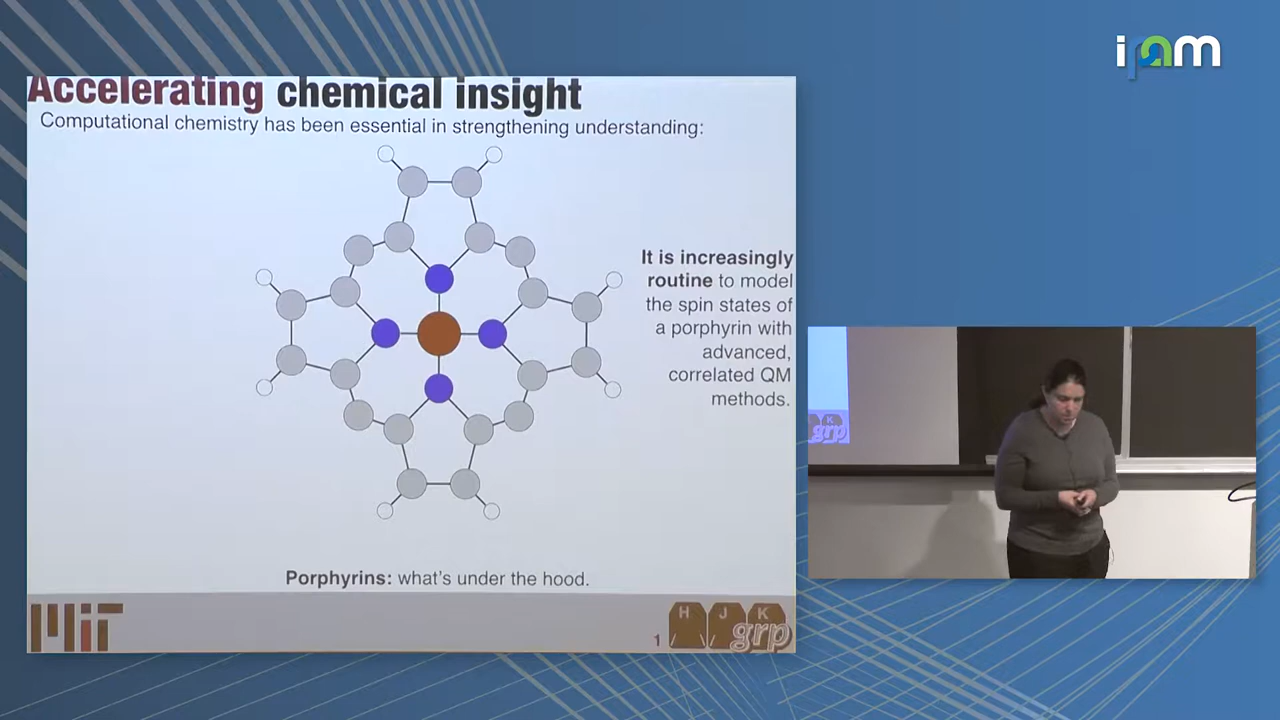 ipam
Accelerating chemical insight
Computational chemistry has been essential in strengthening understanding:
It is increasingly
routine to model
the spin states of
a porphyrin with
advanced,
correlated QM
methods.
Porphyrins: what's under the hood.
MIT
1
H J K
grp
K
grp